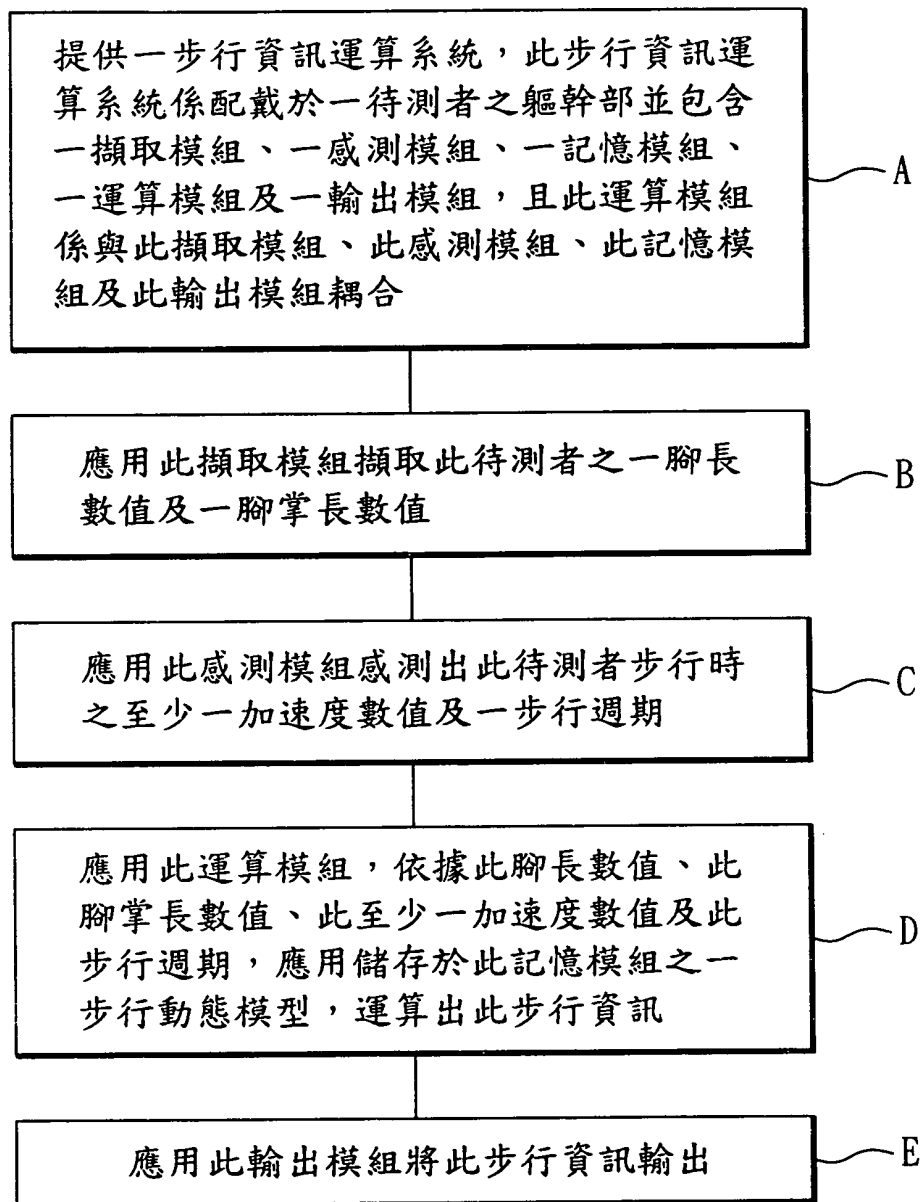 提供一步行資訊運算系統，此步行資訊運
算系統係配戴於一待測者之軀幹部並包含
一擷取模組、一感測模組、一記憶模組、
一運算模組及一輸出模組，且此運算模組
係與此擷取模組、此感測模組、此記憶模
組及此輸出模組耦合
A
應用此擷取模組擷取此待測者之一腳長
數值及一腳掌長數值
B
應用此感測模組感測出此待測者步行時
之至少一加速度數值及一步行週期
C
應用此運算模組，依據此腳長數值、此
腳掌長數值、此至少一加速度數值及此
步行週期，應用儲存於此記憶模組之一
步行動態模型，運算出此步行資訊
D
應用此輸出模組將此步行資訊輸出
E